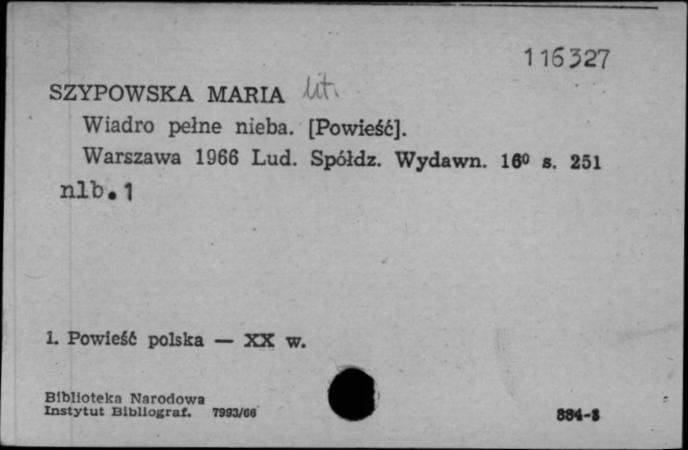 116327
SZYPOWSKA MARIA lit.
Wiadro pełne nieba. [Powieść].
Warszawa 1966 Lud. Spółdz. Wydawn. 16⁰ s. 251
nlb. 1
1. Powieść polska — XX w.
Biblioteka Narodowa
Instytut Bibliograf. 7993/66
884-3